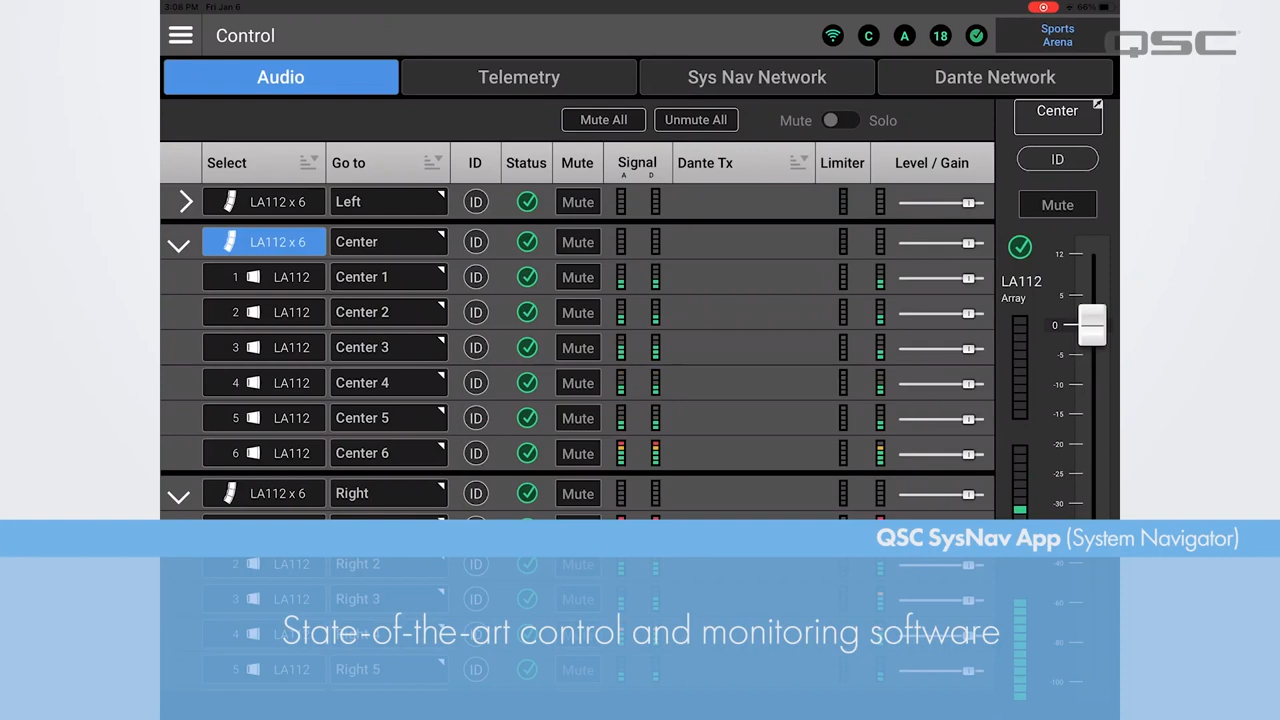 3:08 PM Fri Jan 6
66%
Control
C
A
18
Sports
Arena
QSC
Audio
Telemetry
Sys Nav Network
Dante Network
Mute All
Unmute All
Mute
Solo
Select
Go to
ID
Status
Mute
Signal
A
D
Dante Tx
Limiter
Level / Gain
LA112 x 6
Left
ID
Mute
LA112 x 6
Center
ID
Mute
1 LA112
Center 1
ID
Mute
2 LA112
Center 2
ID
Mute
3 LA112
Center 3
ID
Mute
4 LA112
Center 4
ID
Mute
5 LA112
Center 5
ID
Mute
6 LA112
Center 6
ID
Mute
LA112 x 6
Right
ID
Mute
Center
ID
Mute
LA112
Array
12
5
0
-5
-10
-15
-20
-25
-30
-40
-60
-100
QSC SysNav App (System Navigator)
2 LA112
Right 2
ID
Mute
3 LA112
Right 3
ID
Mute
State-of-the-art control and monitoring software
5 LA112
Right 5
ID
Mute